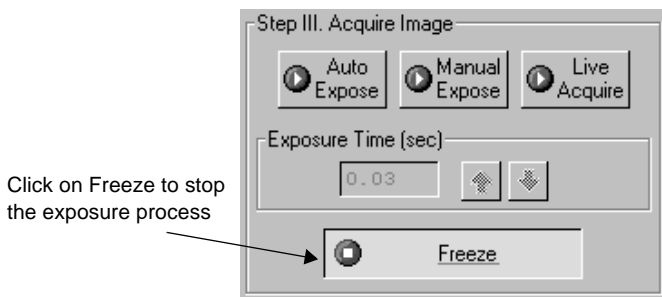 Step III. Acquire Image
Auto
Expose
Manual
Expose
Live
Acquire
Exposure Time (sec)
0.03
Click on Freeze to stop
the exposure process
Freeze